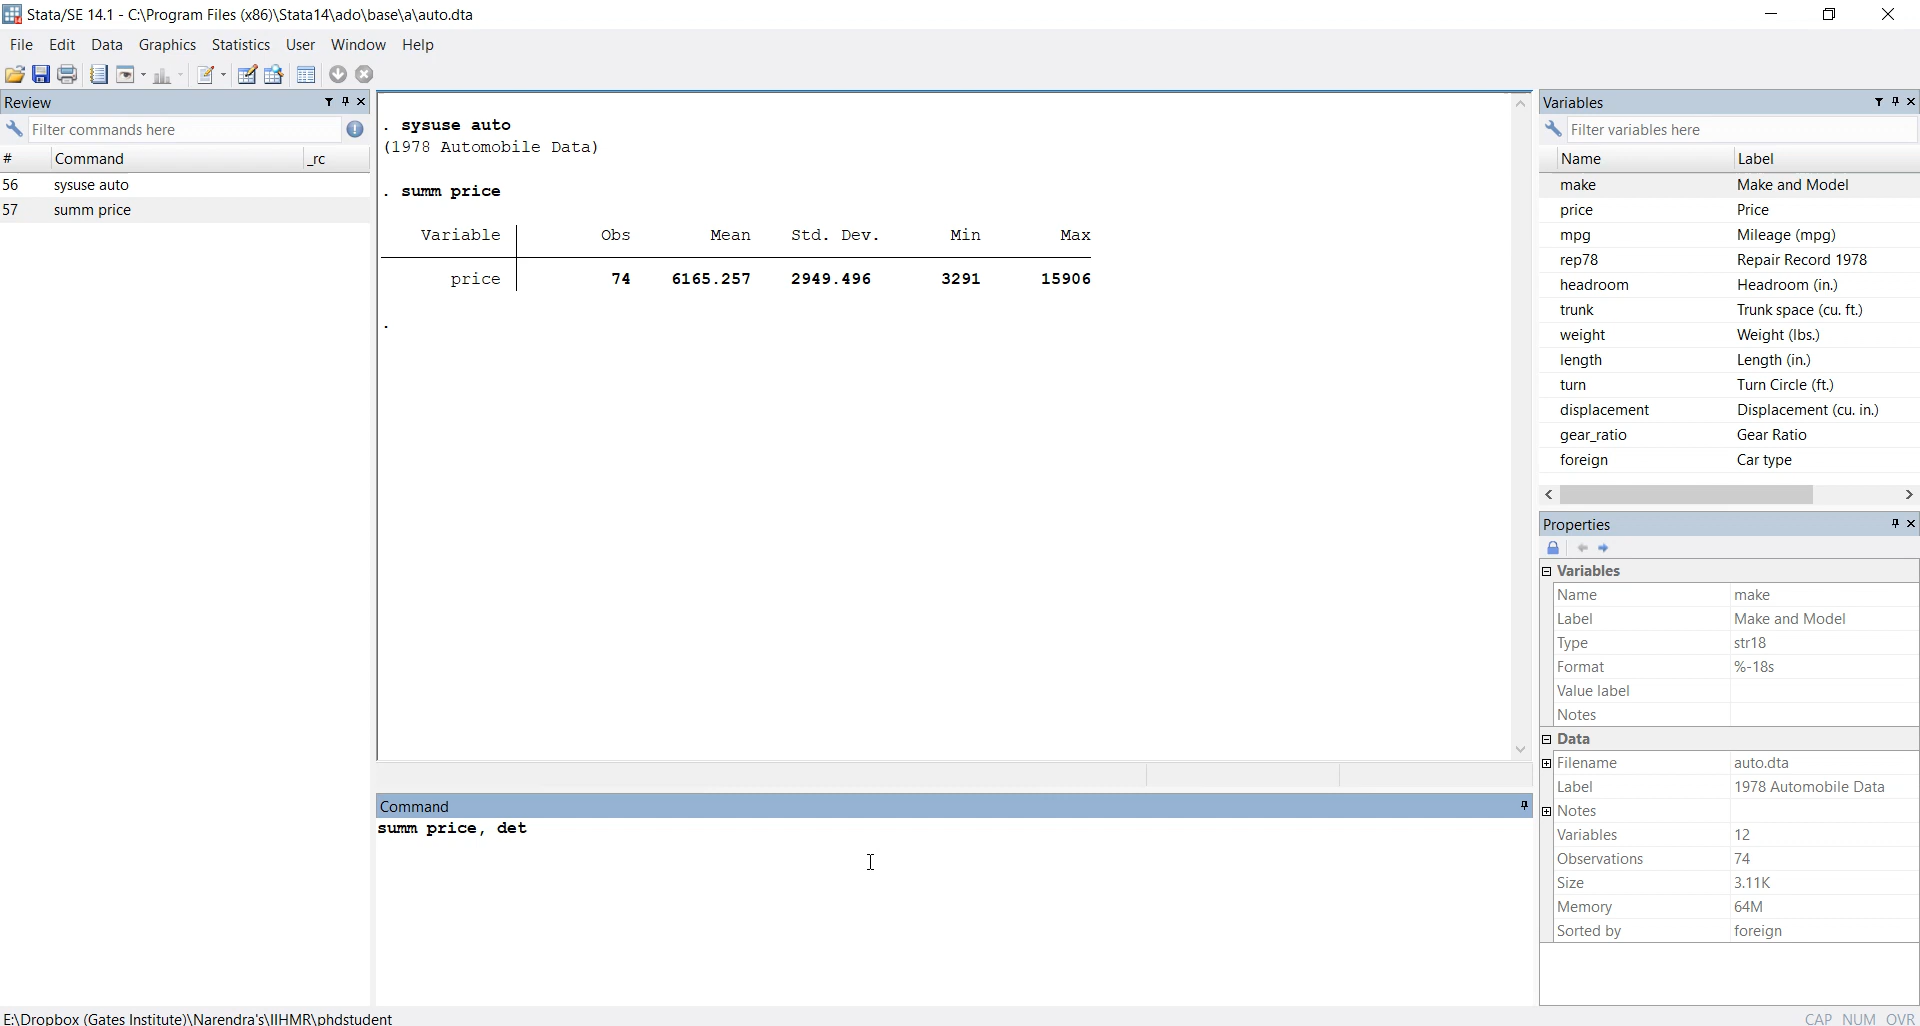 Stata/SE 14.1 - C:\Program Files (x86)\Stata14\ado\base\a\auto.dta
File Edit Data Graphics Statistics User Window Help
Review
Filter commands here
# Command _rc
56 sysuse auto
57 summ price
. sysuse auto
(1978 Automobile Data)
. summ price
Variable Obs Mean Std. Dev. Min Max
price 74 6165.257 2949.496 3291 15906
.
Command
summ price, det
Variables
Filter variables here
Name Label
make Make and Model
price Price
mpg Mileage (mpg)
rep78 Repair Record 1978
headroom Headroom (in.)
trunk Trunk space (cu. ft.)
weight Weight (lbs.)
length Length (in.)
turn Turn Circle (ft.)
displacement Displacement (cu. in.)
gear_ratio Gear Ratio
foreign Car type
Properties
Variables
Name make
Label Make and Model
Type str18
Format %-18s
Value label
Notes
Data
Filename auto.dta
Label 1978 Automobile Data
Notes
Variables 12
Observations 74
Size 3.11K
Memory 64M
Sorted by foreign
E:\Dropbox (Gates Institute)\Narendra's\IIHMR\phdstudent
CAP NUM OVR